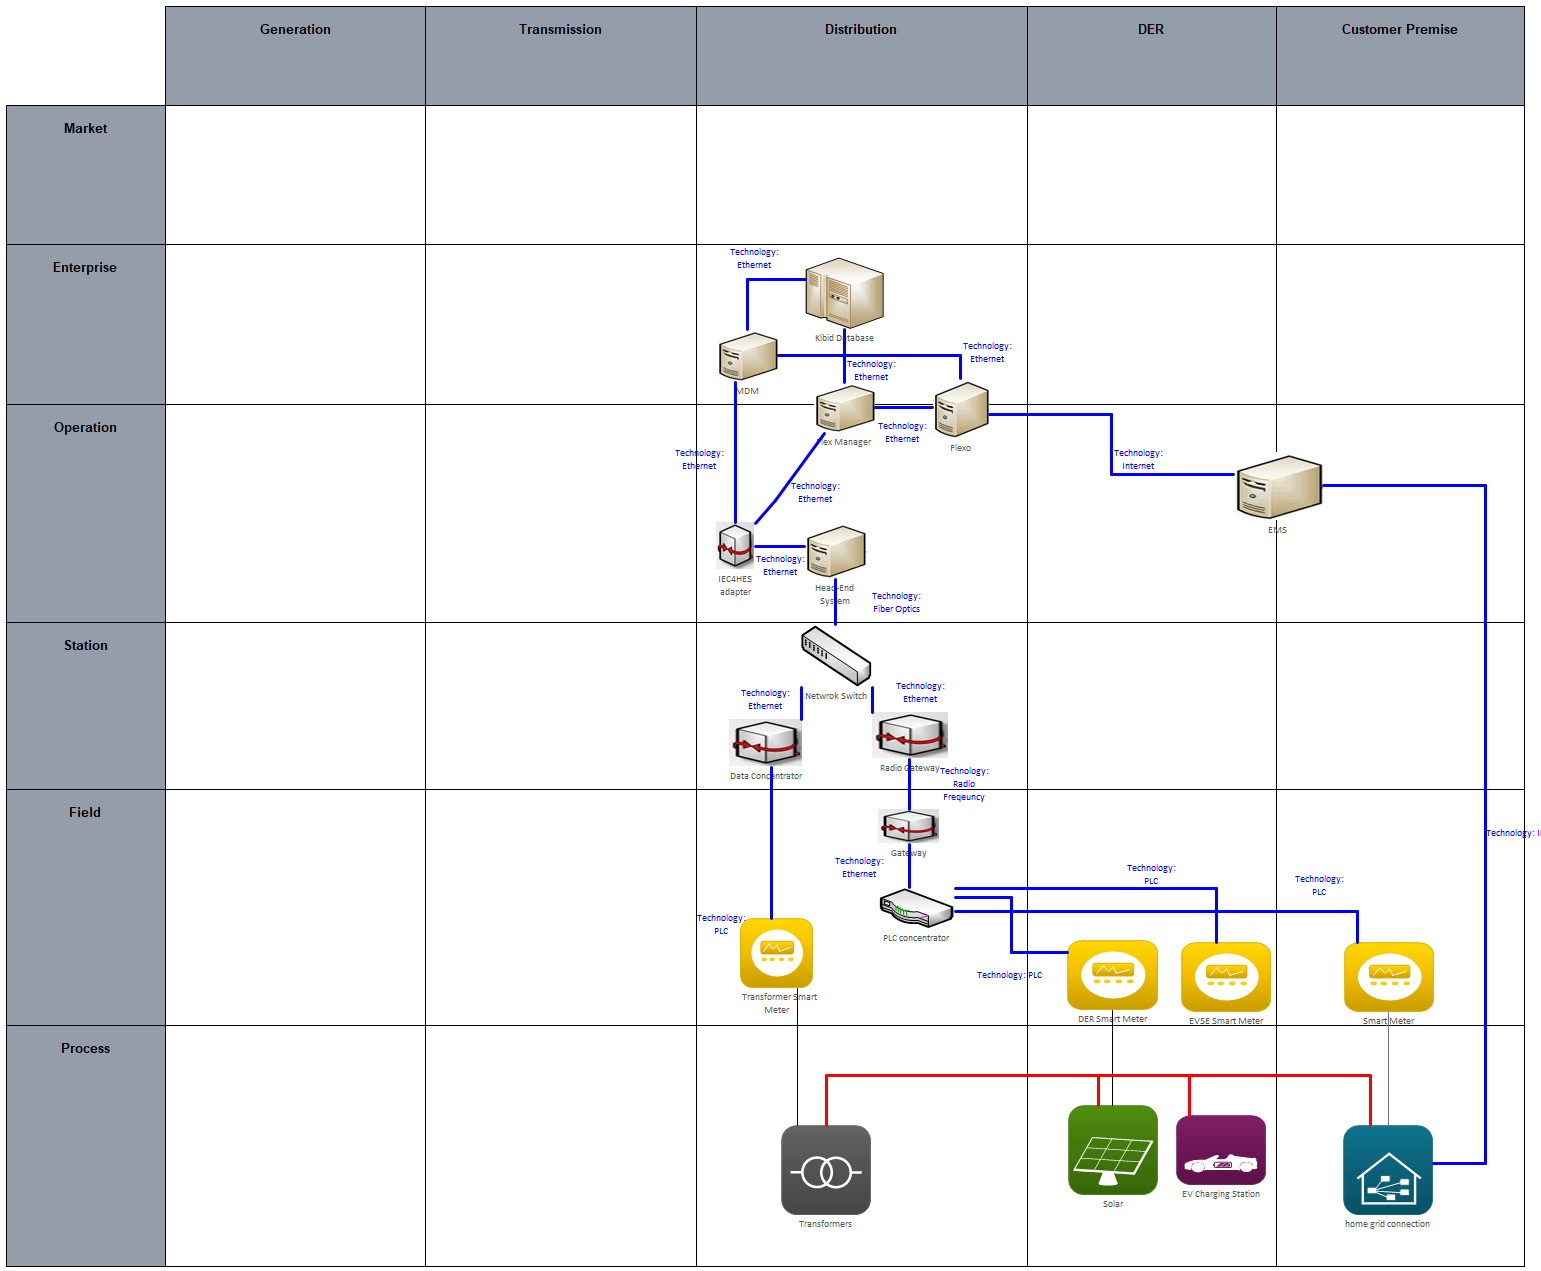 Generation
Transmission
Distribution
DER
Customer Premise
Market
Enterprise
Technology:
Ethernet
Kibid Database
Technology:
Ethernet
Technology:
Ethernet
MDM
Operation
Flex Manager
Technology:
Ethernet
Flexo
Technology:
Ethernet
Technology:
Internet
Technology:
Ethernet
EMS
Technology:
Ethernet
IEC4HES
adapter
Head-End
System
Technology:
Fiber Optics
Station
Netwrok Switch
Technology:
Ethernet
Technology:
Ethernet
Data Concentrator
Radio Gateway
Technology:
Radio
Freqeuncy
Field
Gateway
Technology: I
Technology:
Ethernet
Technology:
PLC
Technology:
PLC
Technology:
PLC
PLC concentrator
Technology: PLC
Transformer Smart
Meter
DER Smart Meter
EVSE Smart Meter
Smart Meter
Process
Transformers
Solar
EV Charging Station
home grid connection